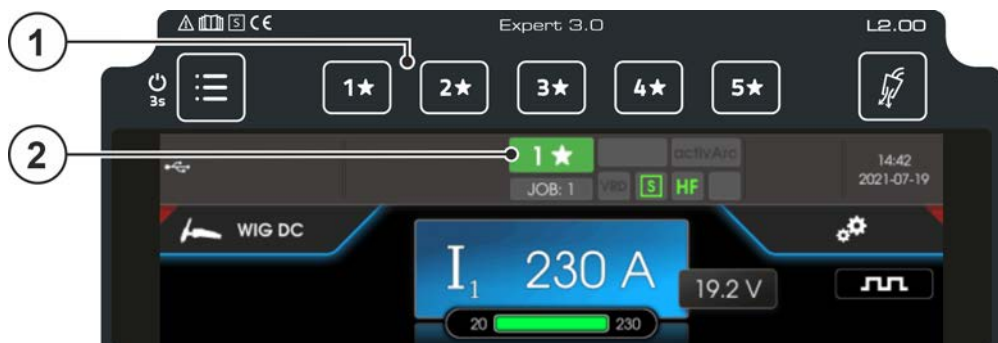 CE Expert 3.0 L2.00
1
3s 1★ 2★ 3★ 4★ 5★
2
1★ activArc 14:42
JOB: 1 VRD S HF 2021-07-19
WIG DC
I1 230 A
19.2 V
20 230